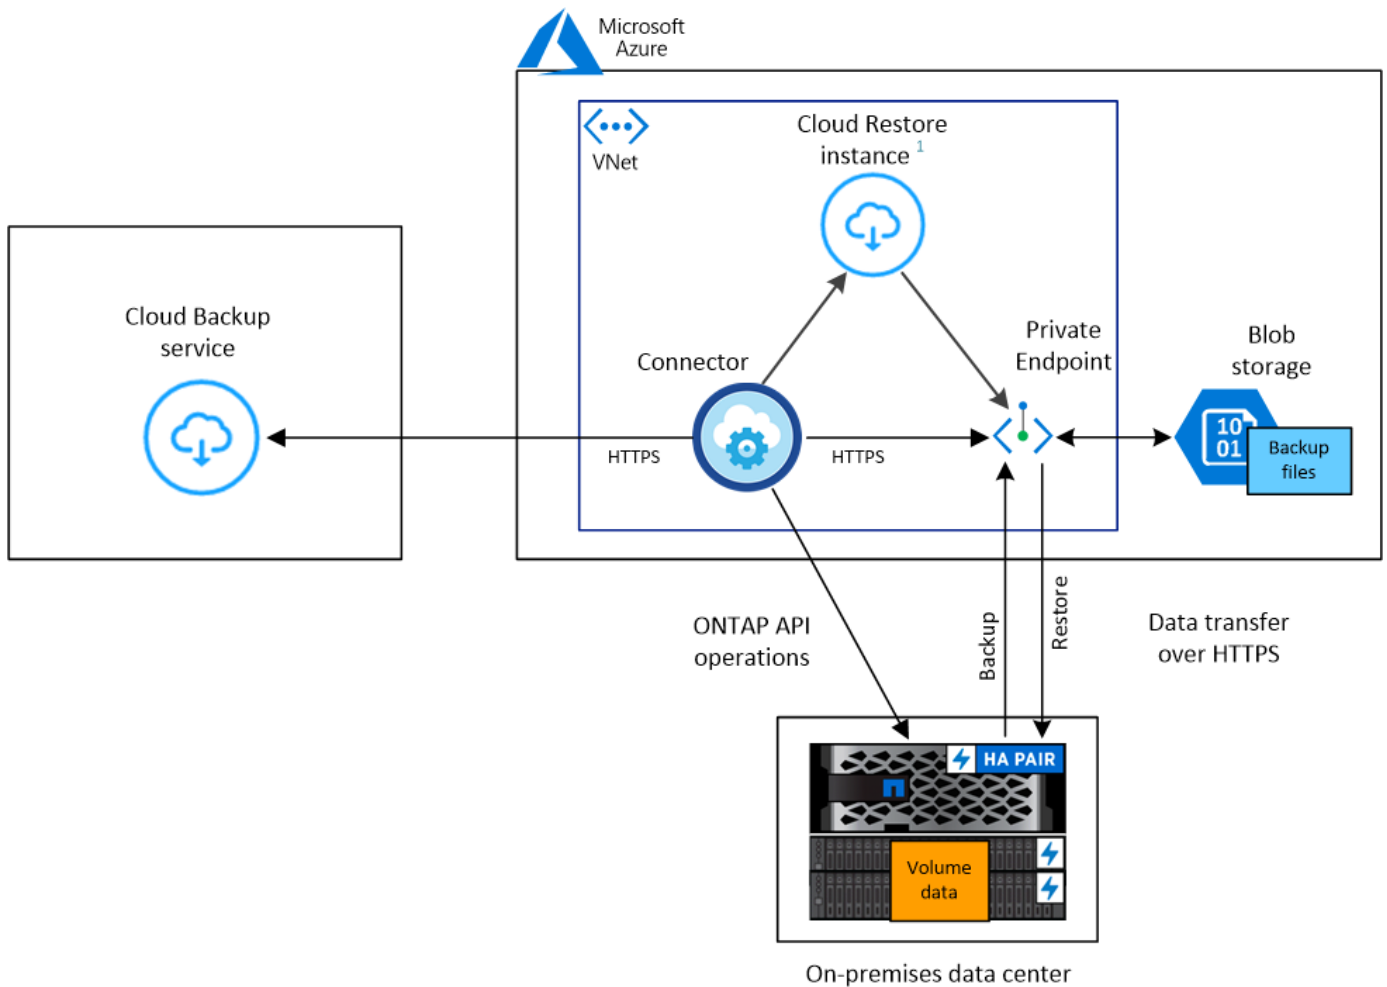 Microsoft
Azure
VNet
Cloud Restore
instance 1
Cloud Backup
service
Connector
Private
Endpoint
Blob
storage
HTTPS
HTTPS
10
01
Backup
files
ONTAP API
operations
Backup
Restore
Data transfer
over HTTPS
HA PAIR
Volume
data
On-premises data center